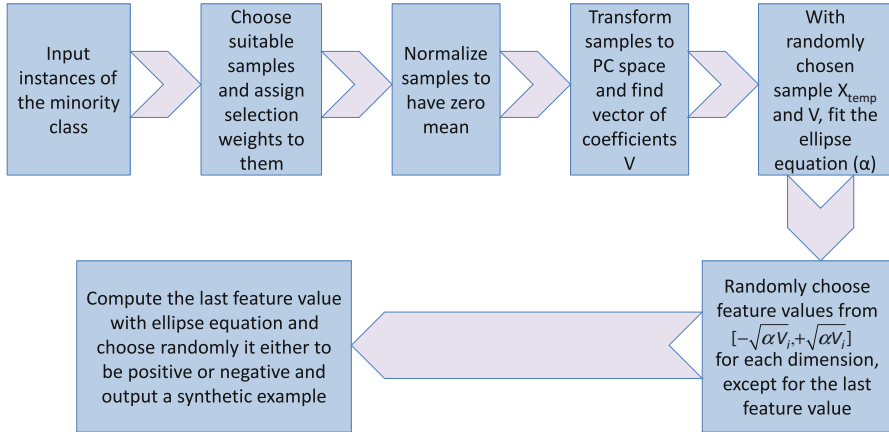 Input
instances of
the minority
class
Choose
suitable
samples
and assign
selection
weights to
them
Normalize
samples to
have zero
mean
Transform
samples to
PC space
and find
vector of
coefficients
V
With
randomly
chosen
sample X_temp
and V, fit the
ellipse
equation (α)
Randomly choose
feature values from
[-√αV_i,+√αV_i]
for each dimension,
except for the last
feature value
Compute the last feature value
with ellipse equation and
choose randomly it either to
be positive or negative and
output a synthetic example